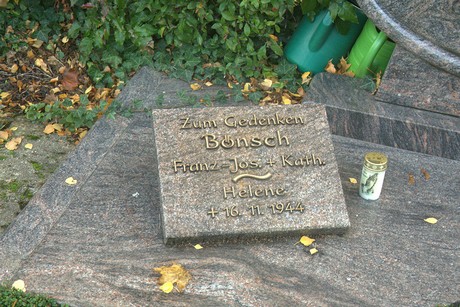 Zum Gedenken
Bönsch
Franz=Jos. + Kath.
Helene
+ 16. 11. 1944